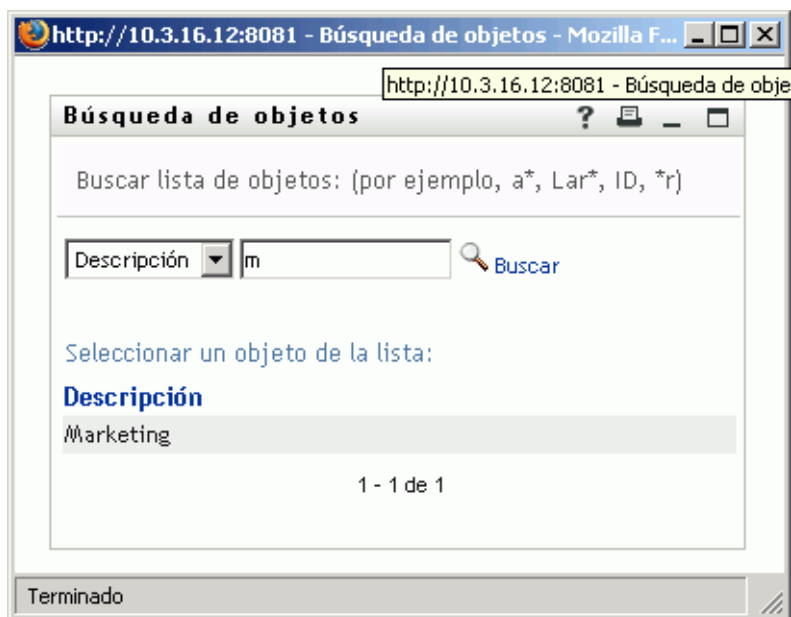 http://10.3.16.12:8081 - Búsqueda de objetos - Mozilla F...
http://10.3.16.12:8081 - Búsqueda de obje
Búsqueda de objetos
Buscar lista de objetos: (por ejemplo, a*, Lar*, ID, *r)
Descripción m Buscar
Seleccionar un objeto de la lista:
Descripción
Marketing
1 - 1 de 1
Terminado